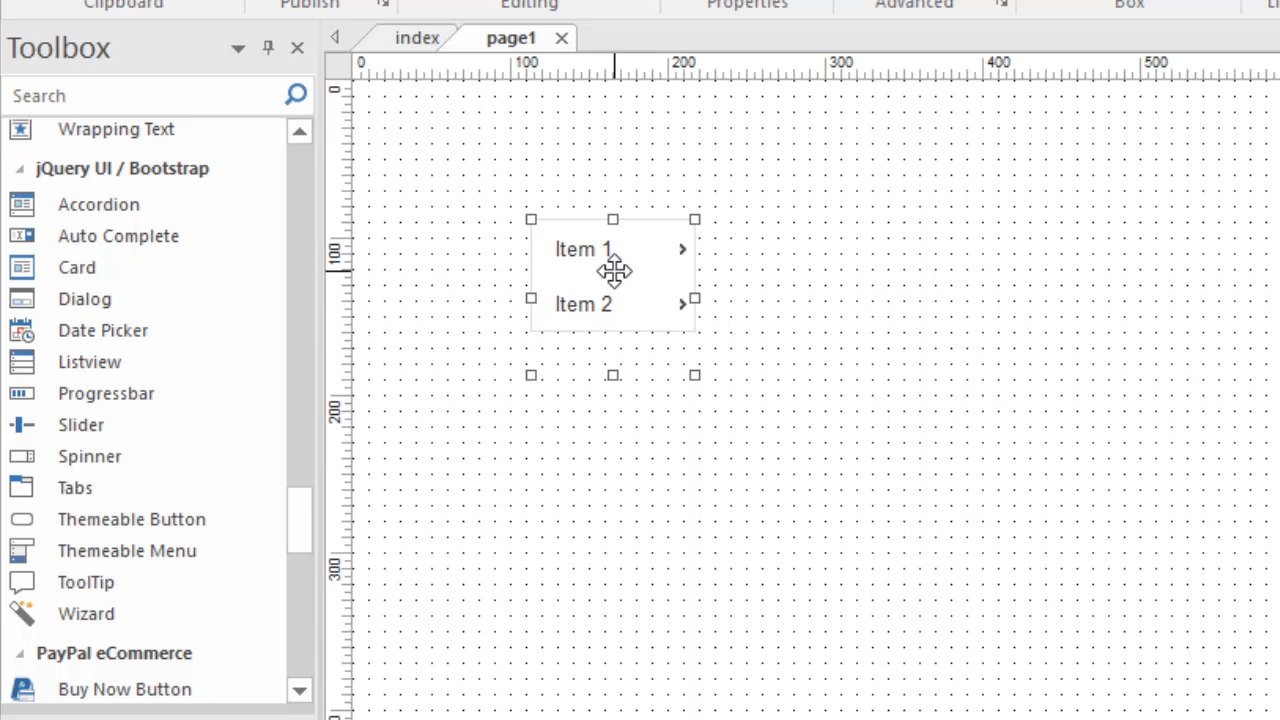 Clipboard Publish Editing Properties Advanced Box
Toolbox
index page1
Search
0 100 200 300 400 500
0
100
200
300
Wrapping Text
jQuery UI / Bootstrap
Accordion
Auto Complete
Card
Dialog
Date Picker
Listview
Progressbar
Slider
Spinner
Tabs
Themeable Button
Themeable Menu
ToolTip
Wizard
PayPal eCommerce
Buy Now Button
Item 1
Item 2